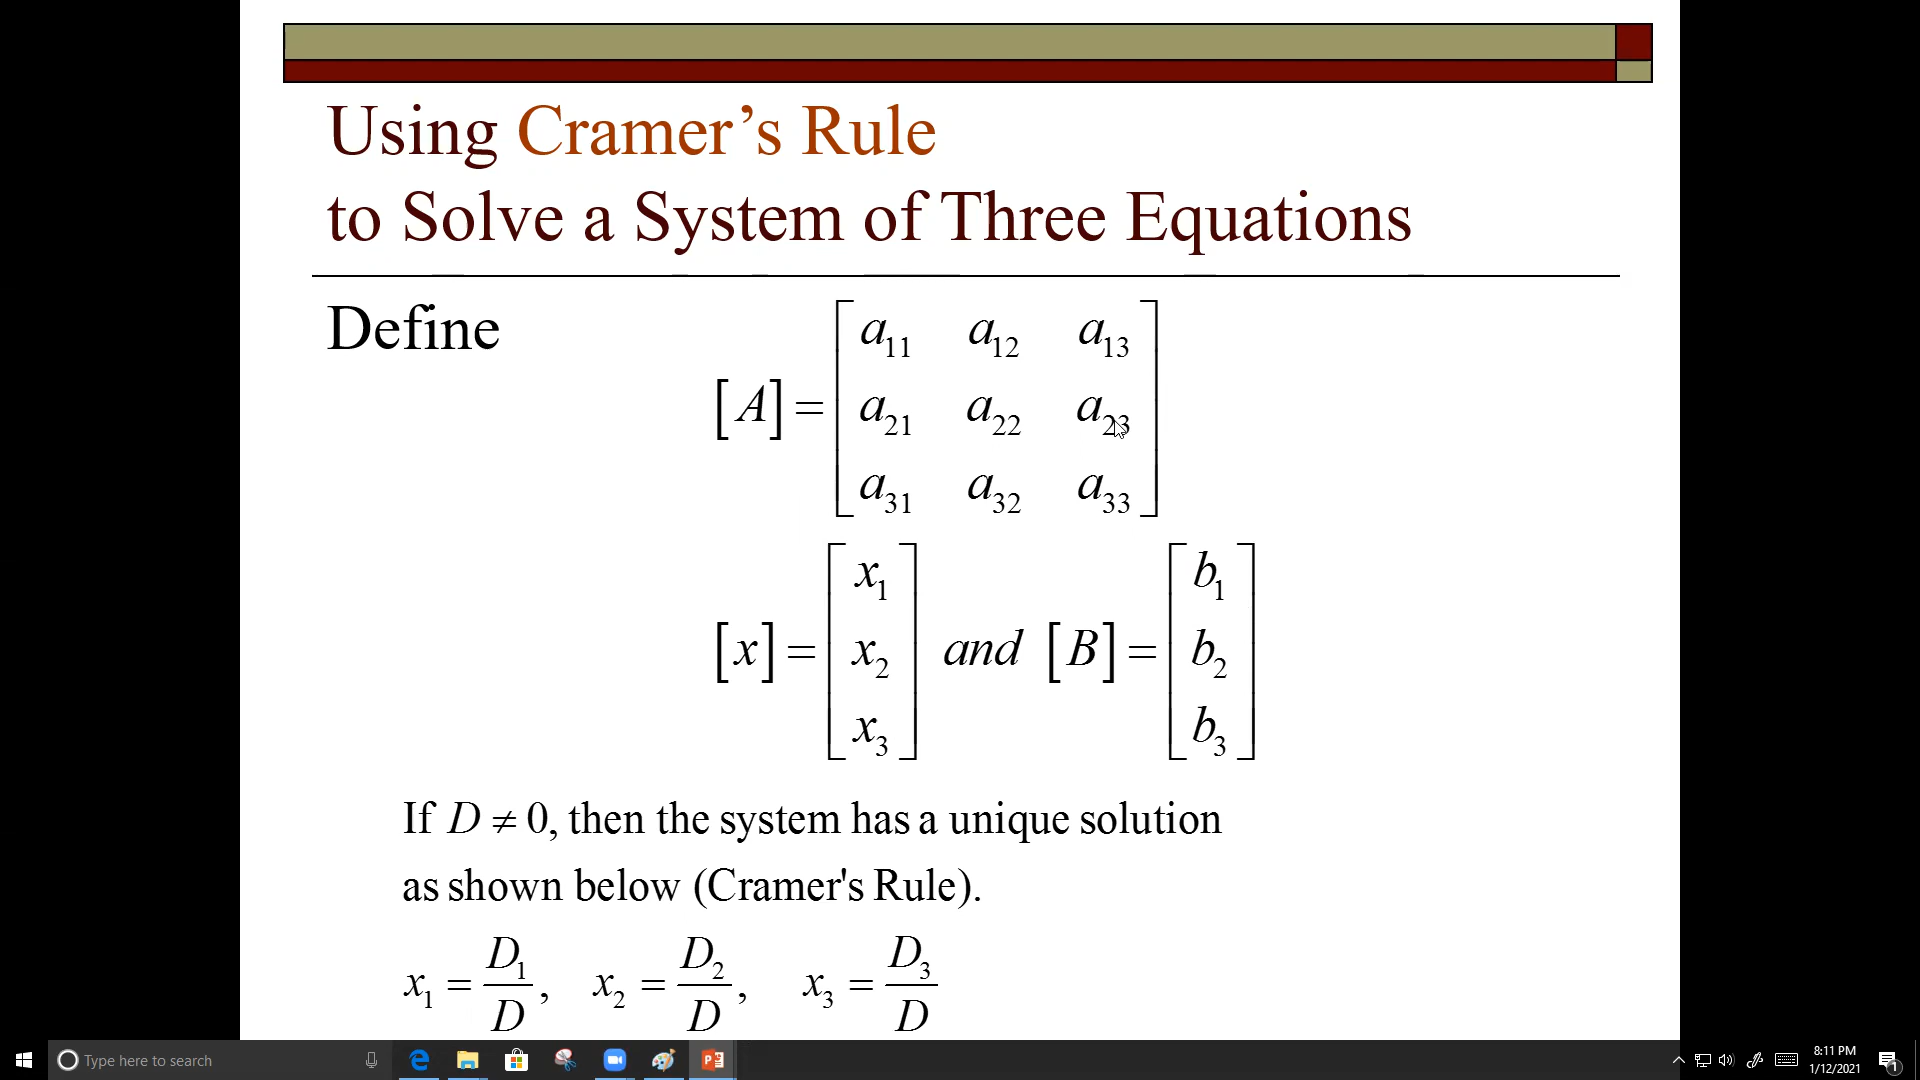 Using Cramer’s Rule
to Solve a System of Three Equations
Define
[A] = [a₁₁ a₁₂ a₁₃
a₂₁ a₂₂ a₂₃
a₃₁ a₃₂ a₃₃]
[x] = [x₁ x₂ x₃] and [B] = [b₁ b₂ b₃]
If D ≠ 0, then the system has a unique solution
as shown below (Cramer's Rule).
x₁ = D₁/D, x₂ = D₂/D, x₃ = D₃/D
Type here to search
8:11 PM
1/12/2021
1